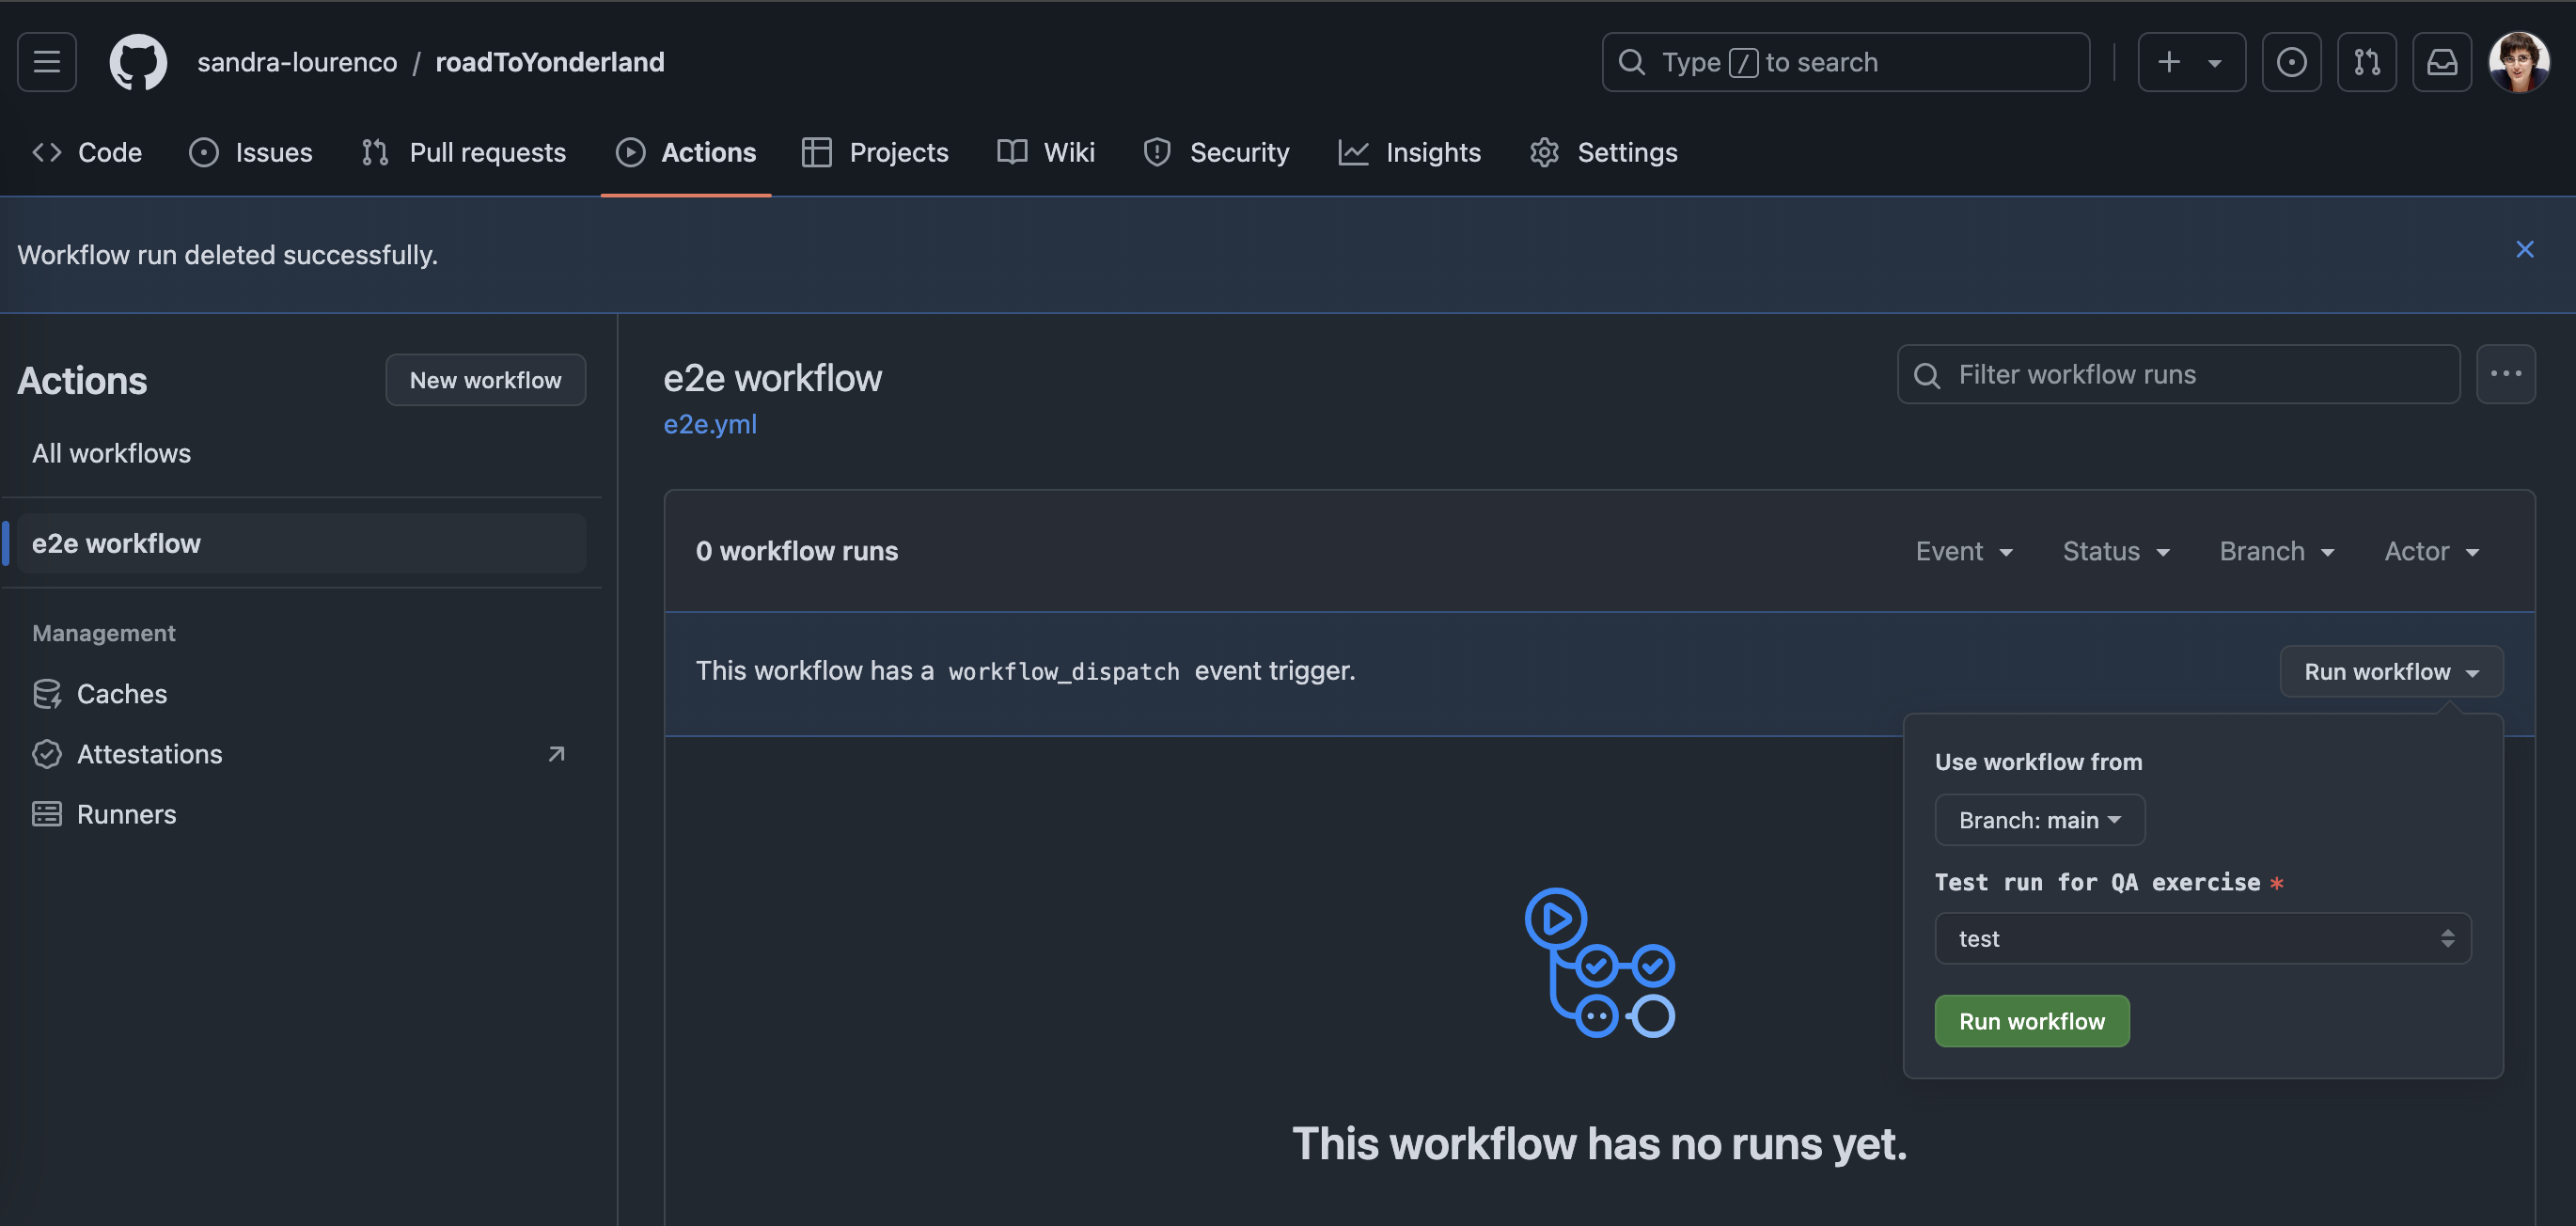 sandra-lourenco / roadToYonderland
Type / to search
Code Issues Pull requests Actions Projects Wiki Security Insights Settings
Workflow run deleted successfully.
Actions
New workflow
All workflows
e2e workflow
Management
Caches
Attestations
Runners
e2e workflow
e2e.yml
Filter workflow runs
0 workflow runs
Event Status Branch Actor
This workflow has a workflow_dispatch event trigger.
Run workflow
Use workflow from
Branch: main
Test run for QA exercise *
test
Run workflow
This workflow has no runs yet.